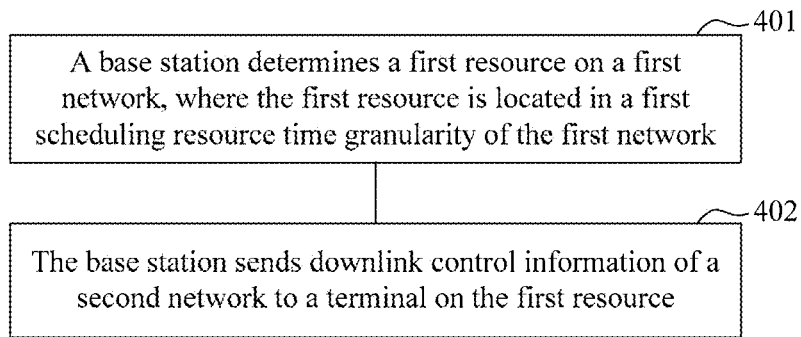 401
A base station determines a first resource on a first
network, where the first resource is located in a first
scheduling resource time granularity of the first network
402
The base station sends downlink control information of a
second network to a terminal on the first resource